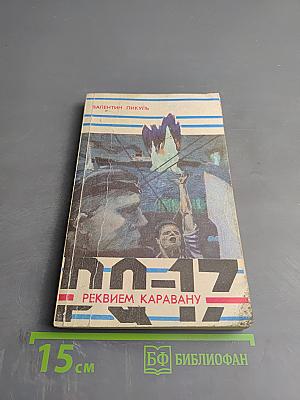 ВАЛЕНТИН ПИКУЛЬ
PQ-17
РЕКВИЕМ КАРАВАНУ
15 см
БФ БИБЛИОФАН